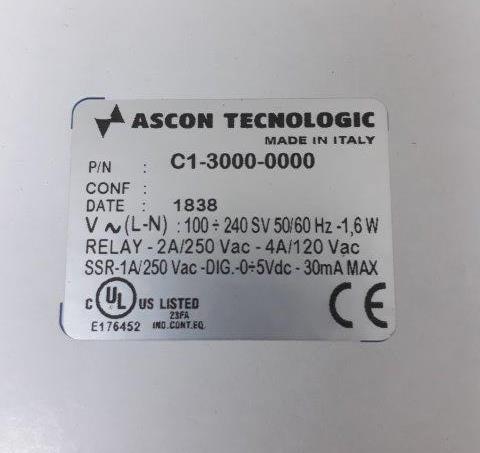 ASCON TECNOLOGIC
MADE IN ITALY
P/N : C1-3000-0000
CONF :
DATE : 1838
V ~ (L-N) : 100 ÷ 240 SV 50/60 Hz -1,6 W
RELAY - 2A/250 Vac - 4A/120 Vac
SSR-1A/250 Vac -DIG.-0÷5Vdc - 30mA MAX
C UL US LISTED
23FA
E176452 IND.CONT.EQ.
CE